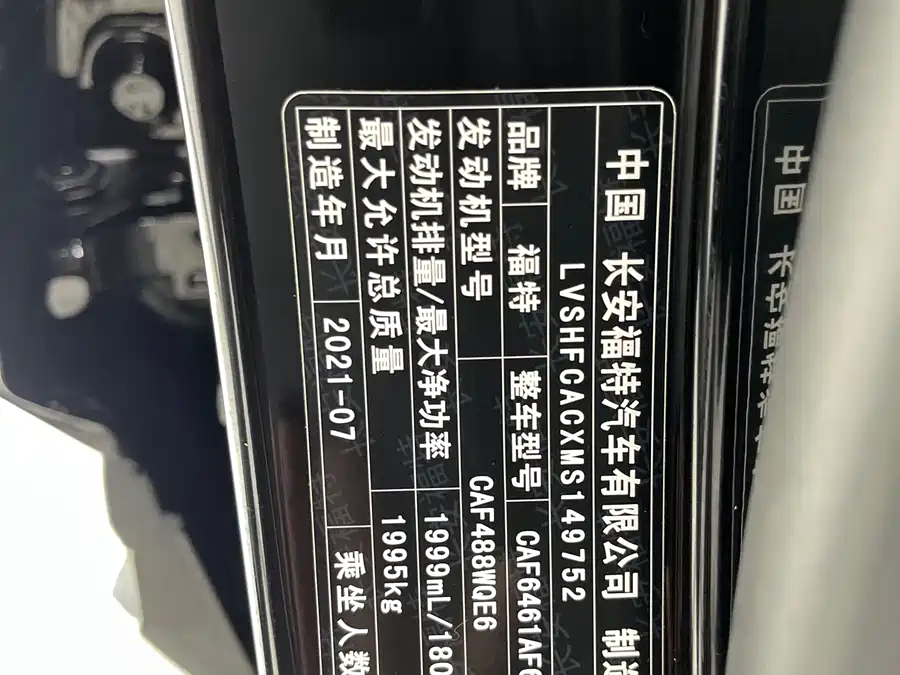 中国 长安福特汽车有限公司 制造
LVSHFCACXMS149752
品牌 福特 整车型号 CAF6461AF6
发动机型号 CAF488WQE6
发动机排量/最大净功率 1999mL/180
最大允许总质量 1995kg
制造年月 2021-07 乘坐人数
中国 长安福特